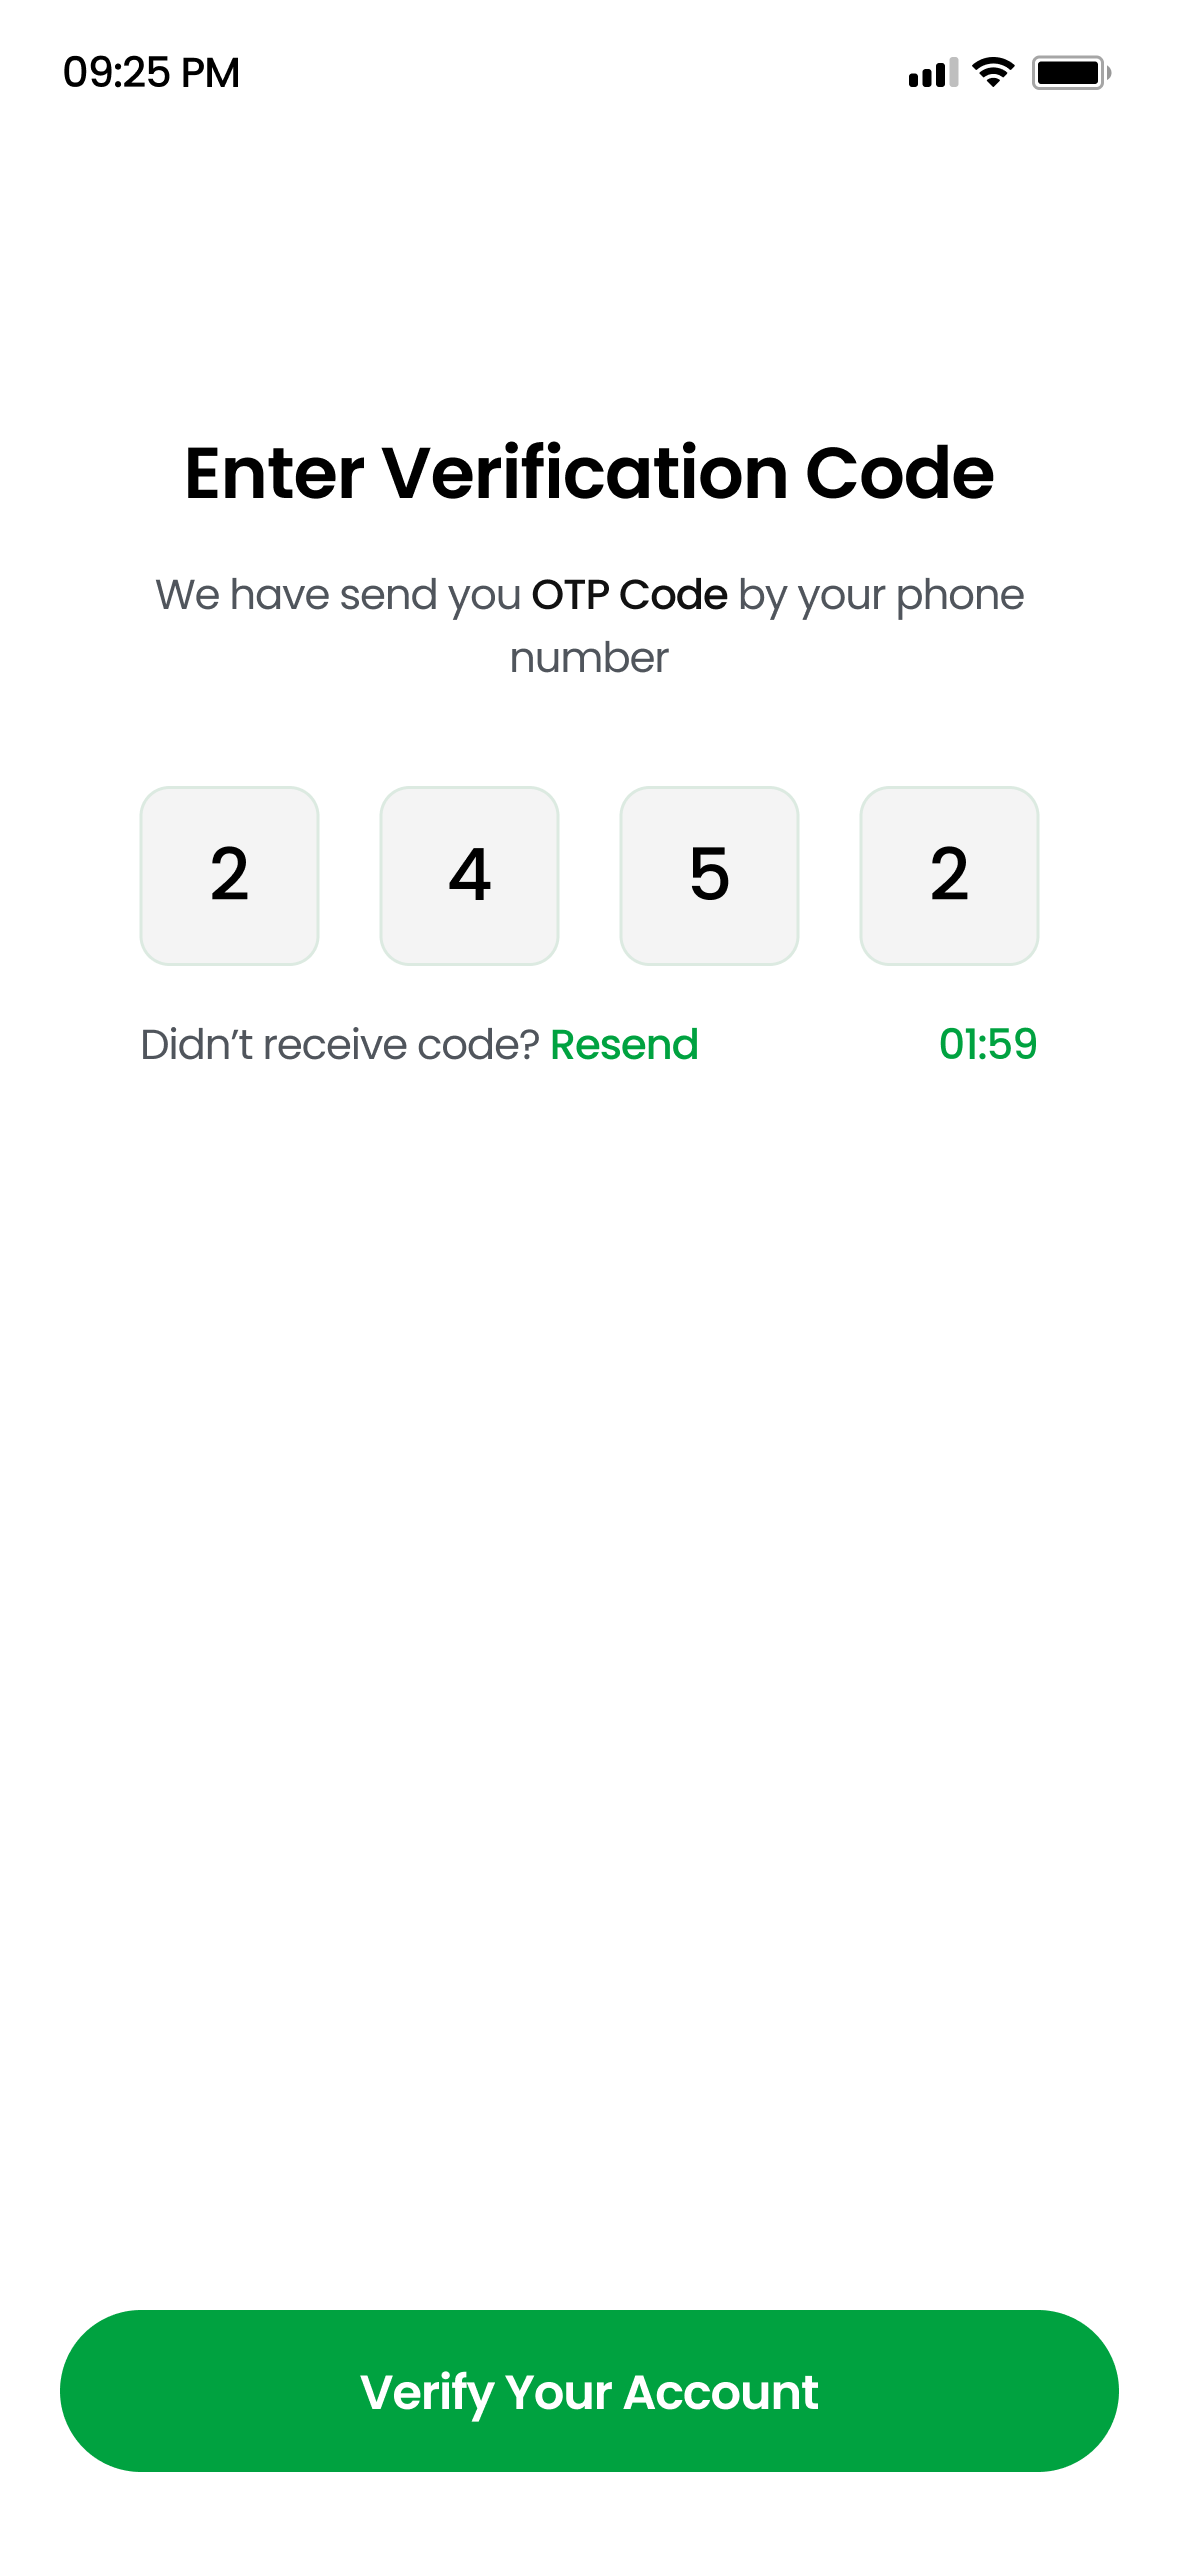 09:25 PM
Enter Verification Code
We have send you OTP Code by your phone
number
2 4 5 2
Didn’t receive code? Resend 01:59
Verify Your Account